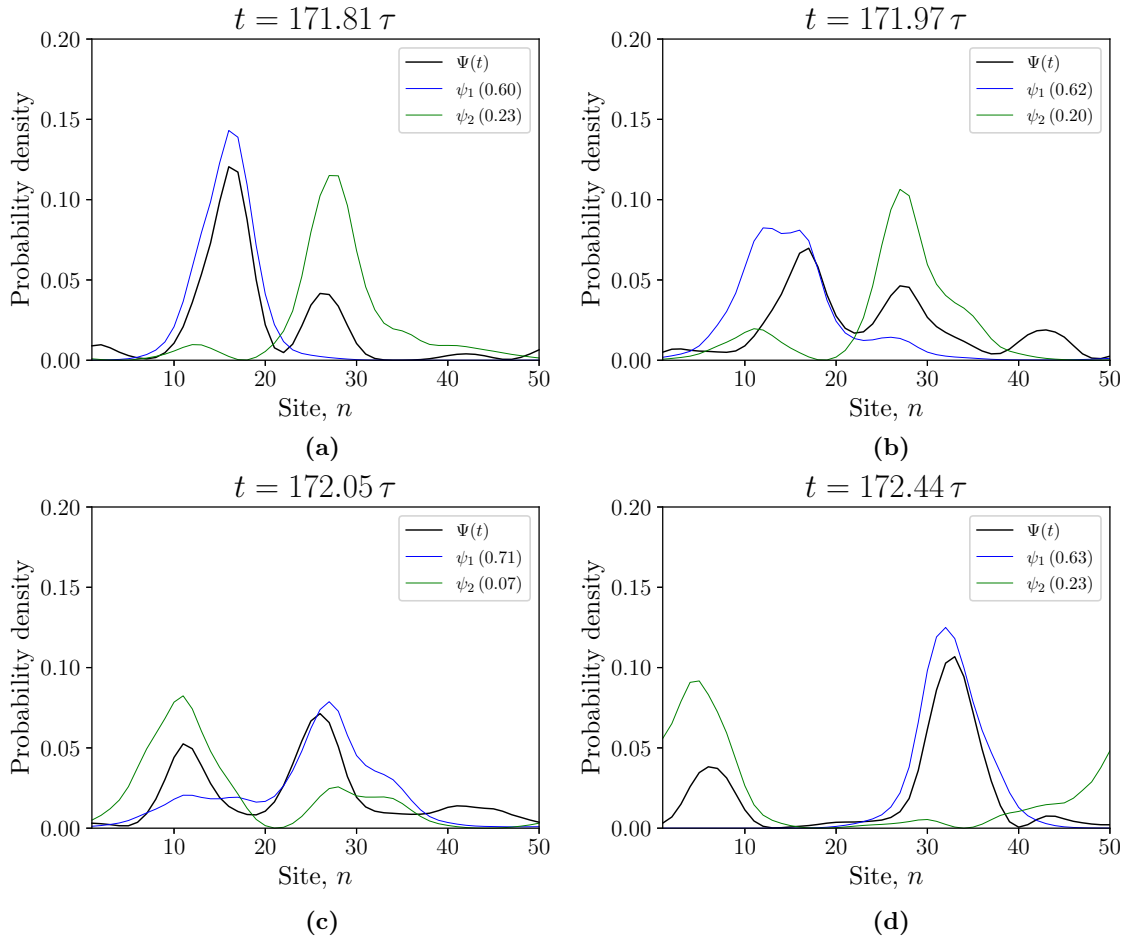 t = 171.81 τ
Probability density
0.20
0.15
0.10
0.05
0.00
Ψ(t)
ψ₁ (0.60)
ψ₂ (0.23)
10 20 30 40 50
Site, n
(a)
t = 171.97 τ
Probability density
0.20
0.15
0.10
0.05
0.00
Ψ(t)
ψ₁ (0.62)
ψ₂ (0.20)
10 20 30 40 50
Site, n
(b)
t = 172.05 τ
Probability density
0.20
0.15
0.10
0.05
0.00
Ψ(t)
ψ₁ (0.71)
ψ₂ (0.07)
10 20 30 40 50
Site, n
(c)
t = 172.44 τ
Probability density
0.20
0.15
0.10
0.05
0.00
Ψ(t)
ψ₁ (0.63)
ψ₂ (0.23)
10 20 30 40 50
Site, n
(d)